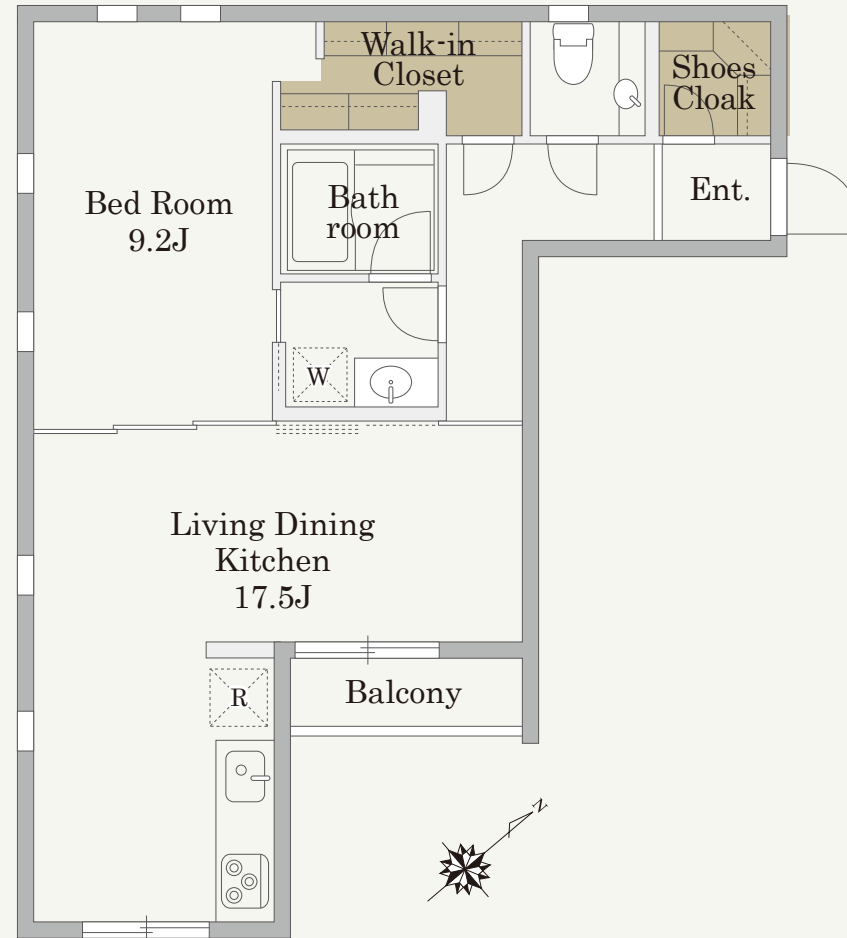 Walk-in
Closet
Shoes
Cloak
Bed Room
9.2J
Bath
room
Ent.
W
Living Dining
Kitchen
17.5J
R
Balcony
N